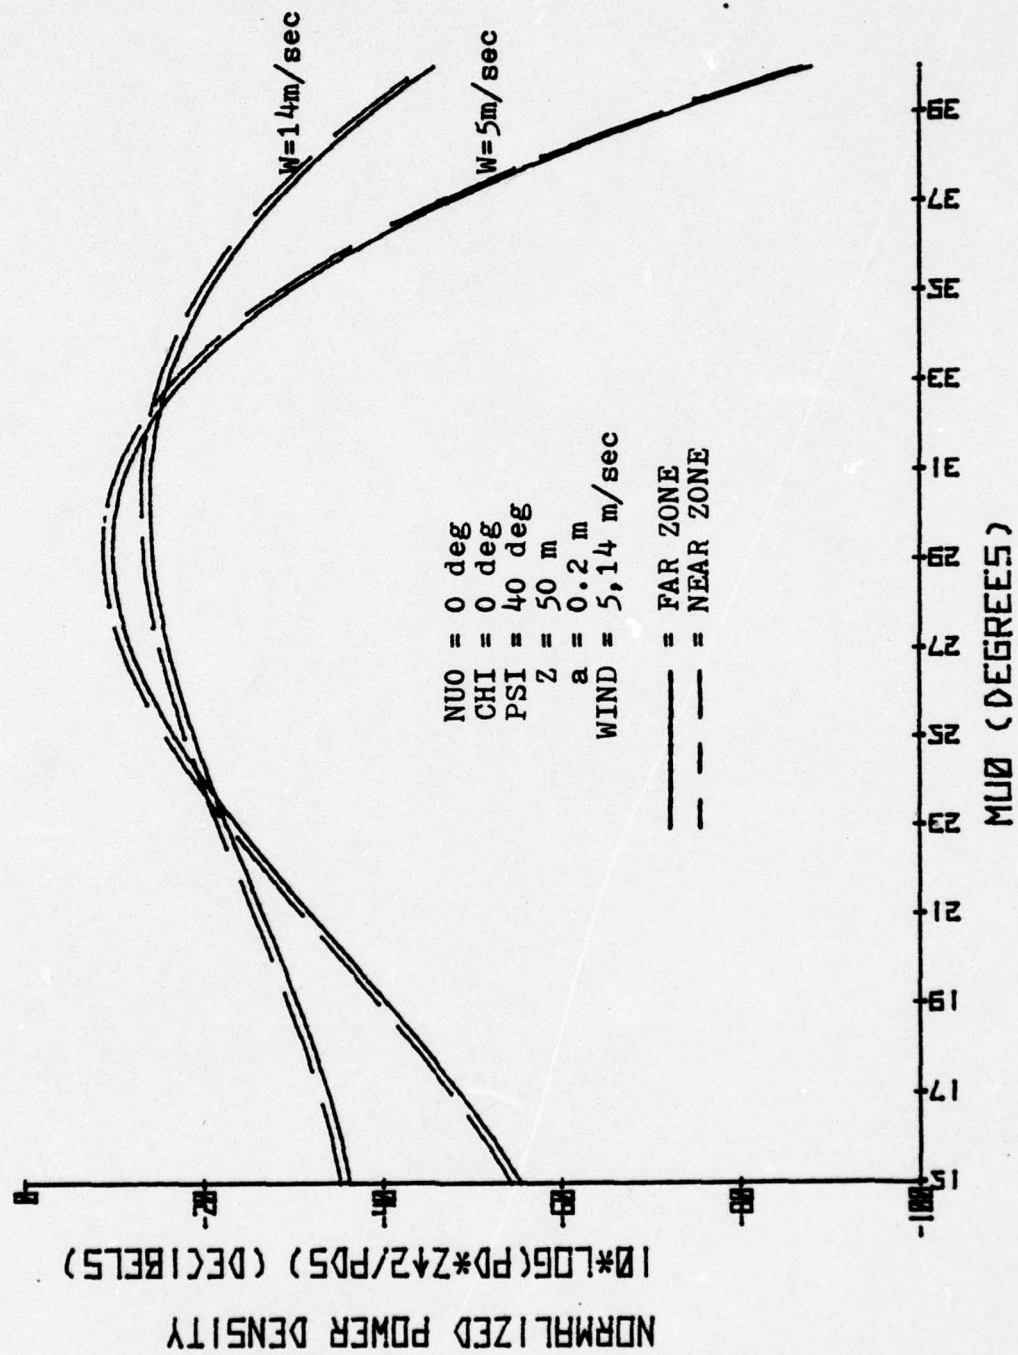 NORMALIZED POWER DENSITY
10*LOG(PD*Z↑2/PDS) (DECIBELS)
0
-20
-40
-60
-80
-100
W=14m/sec
W=5m/sec
NUO = 0 deg
CHI = 0 deg
PSI = 40 deg
Z = 50 m
a = 0.2 m
WIND = 5,14 m/sec
= FAR ZONE
= NEAR ZONE
15 17 19 21 23 25 27 29 31 33 35 37 39
MU0 (DEGREES)